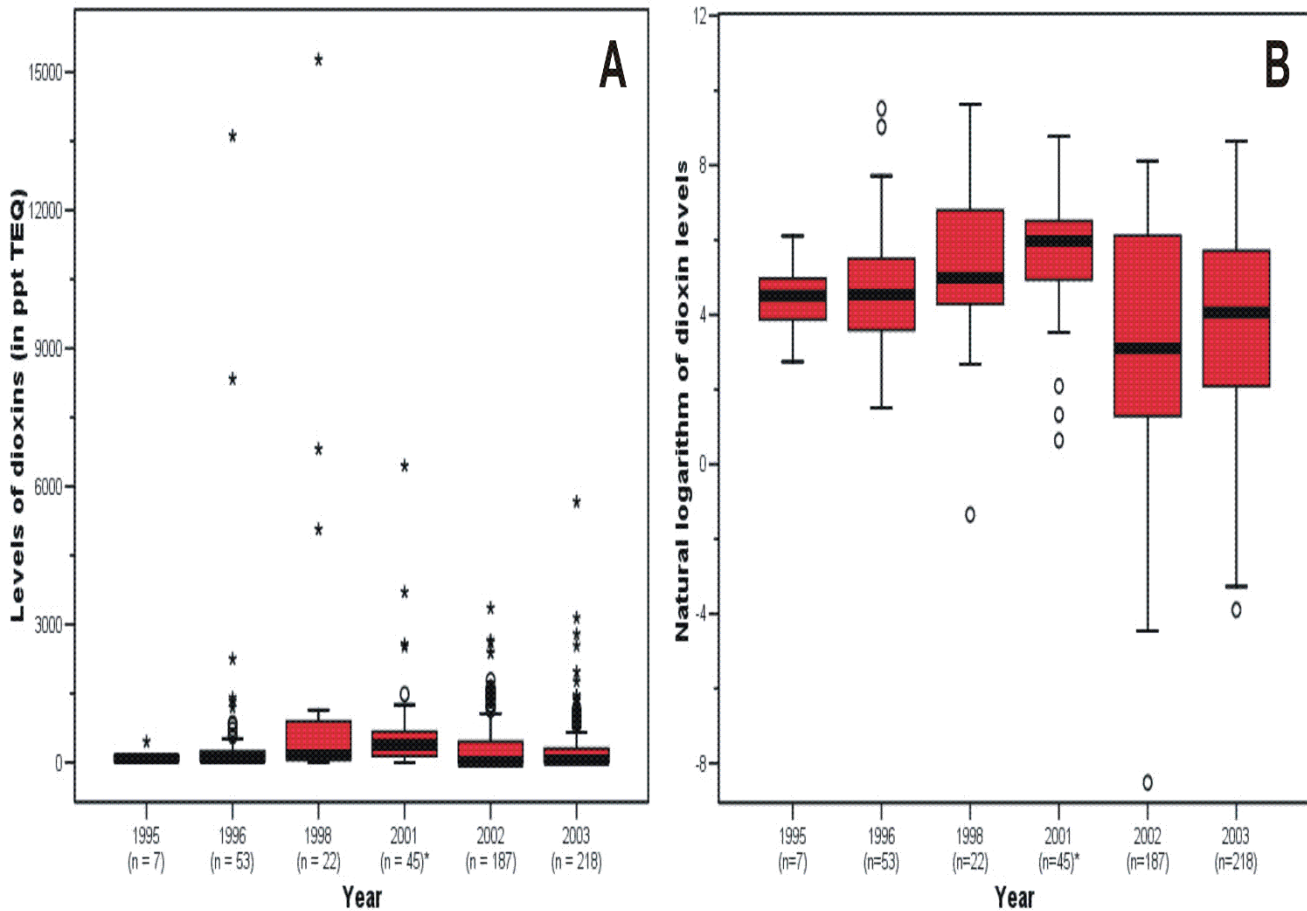 A
Levels of dioxins (in ppt TEQ)
15000
12000
9000
6000
3000
0
1995 1996 1998 2001 2002 2003
(n = 7) (n = 53) (n = 22) (n = 45)* (n = 187) (n = 218)
Year
B
Natural logarithm of dioxin levels
12
8
4
0
-4
-8
1995 1996 1998 2001 2002 2003
(n=7) (n=53) (n=22) (n=45)* (n=187) (n=218)
Year